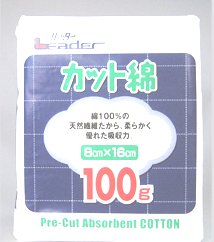 リーダー
Leader
カット綿
綿100%の
天然繊維だから、柔らかく
優れた吸収力
8cm×16cm
100g
Pre-Cut Absorbent COTTON